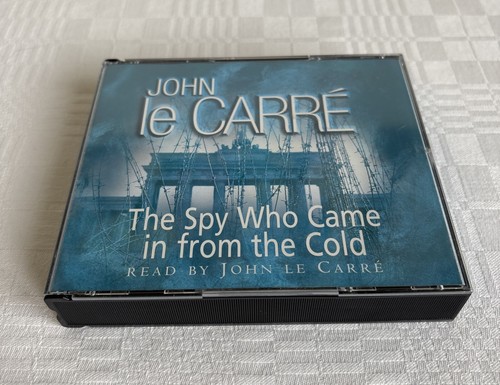 JOHN
le CARRÉ
The Spy Who Came
in from the Cold
READ BY JOHN LE CARRÉ